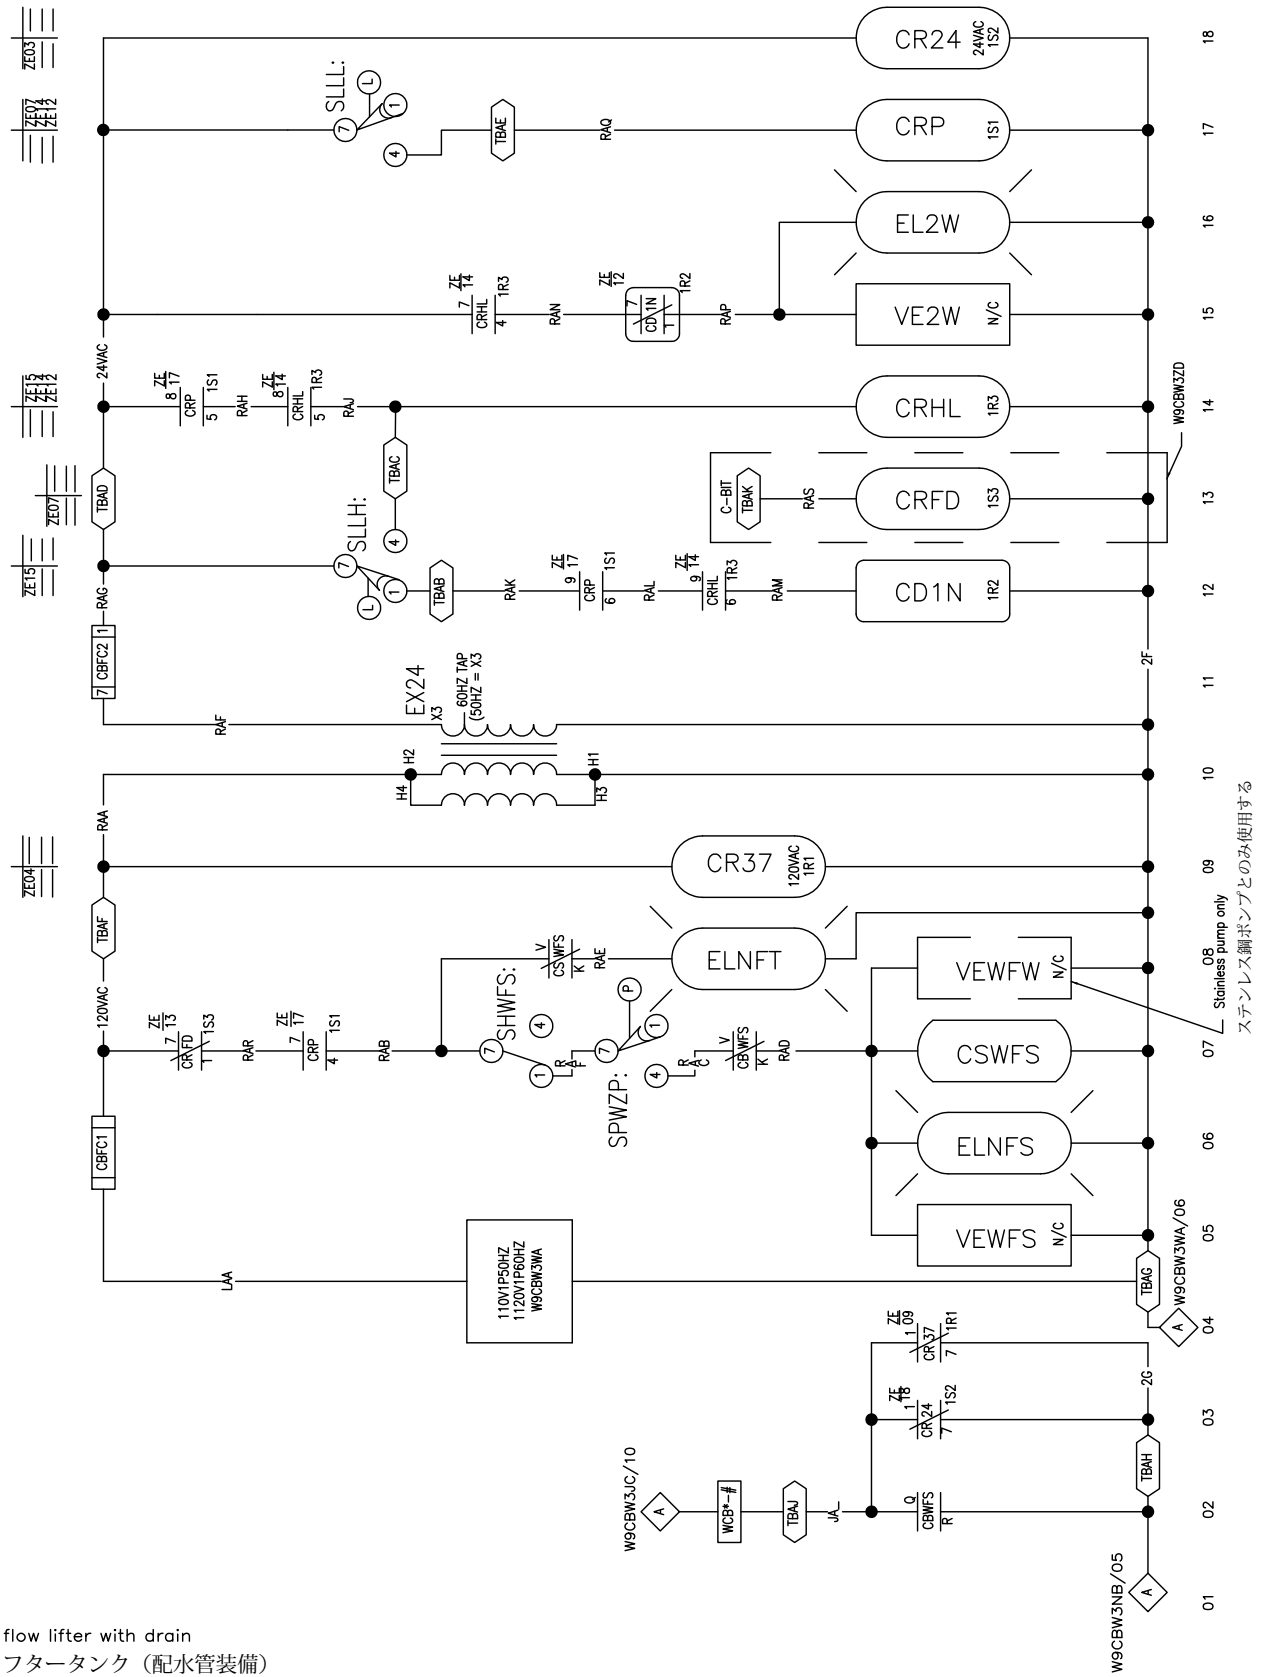 flow lifter with drain
フタータンク（配水管装備）
01
W9CBW3NB/05
A
02
W9CBW3JC/10
A
WCB*-#
TBAJ
JA_
Q
CBWFS
R
03
ZE
18
1
CR24
7
1S2
TBAH
2G
04
ZE
09
1
CR37
7
1R1
A
W9CBW3WA/06
TBAG
LAA
110V1P50HZ
1120V1P60HZ
W9CBW3WA
05
VEWFS
N/C
06
CBFC1
ELNFS
07
120VAC
ZE
13
7
CRFD
1
1S3
RAR
ZE
17
7
CRP
4
1S1
RAB
7
SHWFS:
1
4
RAF
SPWZP:
7
P
1
4
RAC
V
CBWFS
K
RAD
CSWFS
08
V
CSWFS
K
RAE
ELNFT
VEWFW
N/C
Stainless pump only
ステンレス鋼ポンプとのみ使用する
09
ZE04
TBAF
CR37
120VAC
1R1
10
RAA
H4
H2
H3
H1
11
RAF
EX24
X3
60HZ TAP
(50HZ = X3
7 CBFC2 1
RAG
2F
12
ZE15
7
SLLH:
L
1
4
TBAB
RAK
ZE
17
9
CRP
6
1S1
RAL
ZE
14
9
CRHL
6
1R3
RAM
CD1N
1R2
13
ZE07
TBAD
C-BIT
TBAK
RAS
CRFD
1S3
W9CBW3ZD
14
ZE15
ZE14
ZE12
ZE
17
8
CRP
5
1S1
RAH
ZE
14
8
CRHL
5
1R3
RAJ
TBAC
CRHL
1R3
15
24VAC
ZE
14
7
CRHL
4
1R3
RAN
ZE
12
7
CD1N
1
1R2
RAP
VE2W
N/C
16
EL2W
17
ZE07
ZE14
ZE12
7
SLLL:
L
1
4
TBAE
RAQ
CRP
1S1
18
ZE03
CR24
24VAC
1S2